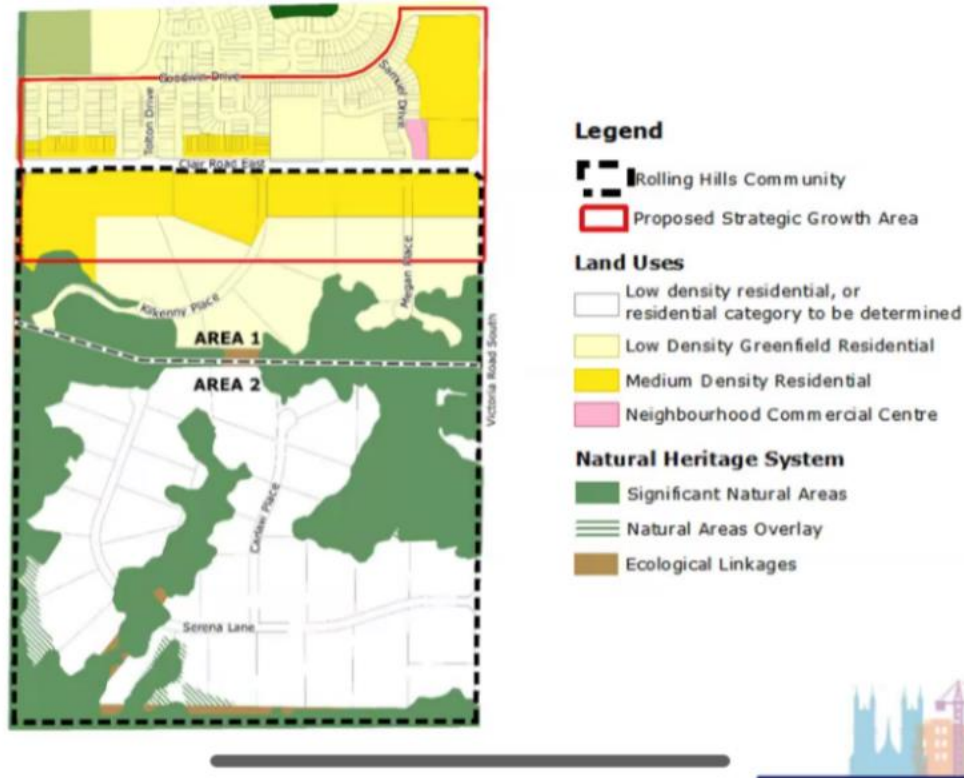 Goodwin Drive
Samuel Drive
Tolton Drive
Clair Road East
Megan Place
Kilkenny Place
AREA 1
AREA 2
Victoria Road South
Carlaw Place
Serena Lane
Legend
Rolling Hills Community
Proposed Strategic Growth Area
Land Uses
Low density residential, or
residential category to be determined
Low Density Greenfield Residential
Medium Density Residential
Neighbourhood Commercial Centre
Natural Heritage System
Significant Natural Areas
Natural Areas Overlay
Ecological Linkages